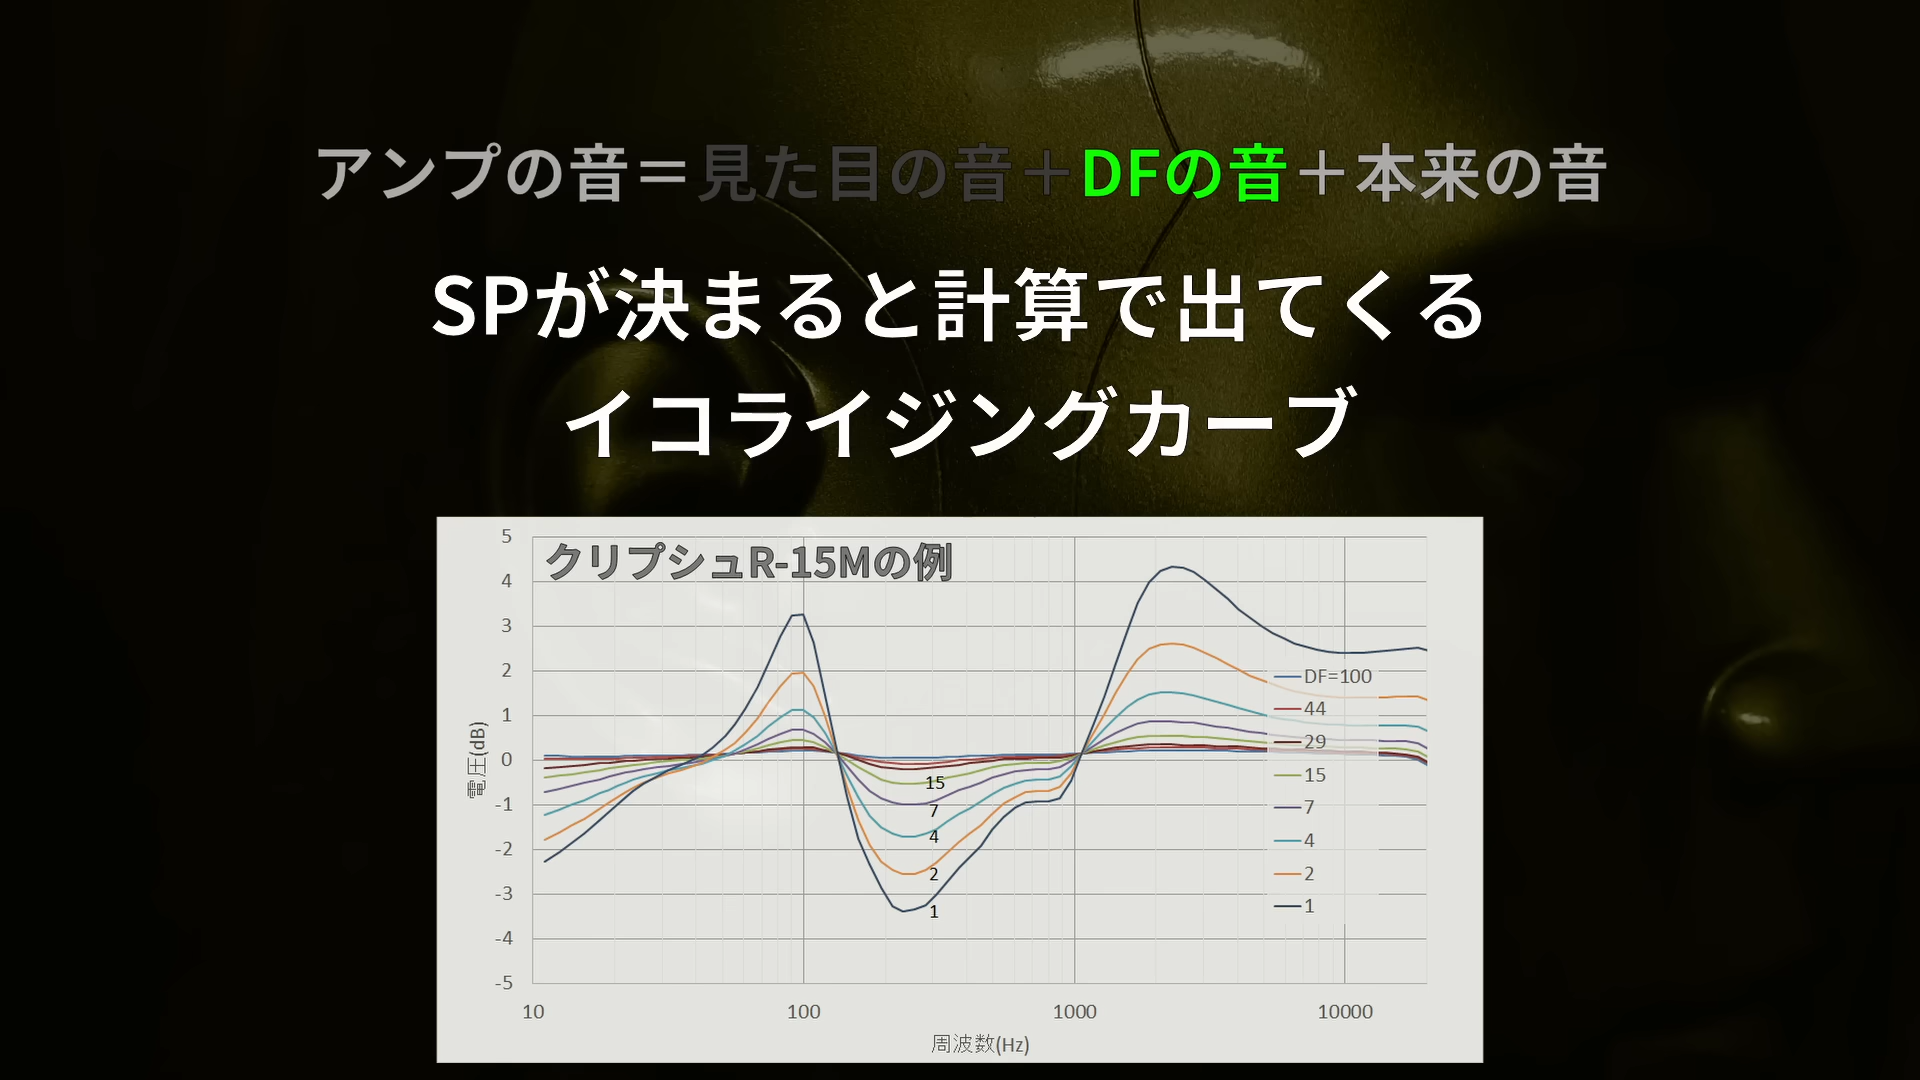 アンプの音＝見た目の音＋DFの音＋本来の音
SPが決まると計算で出てくる
イコライジングカーブ
クリプシュR-15Mの例
5
4
3
2
1
0
-1
-2
-3
-4
-5
電圧(dB)
15
7
4
2
1
DF=100
44
29
15
7
4
2
1
10 100 1000 10000
周波数(Hz)